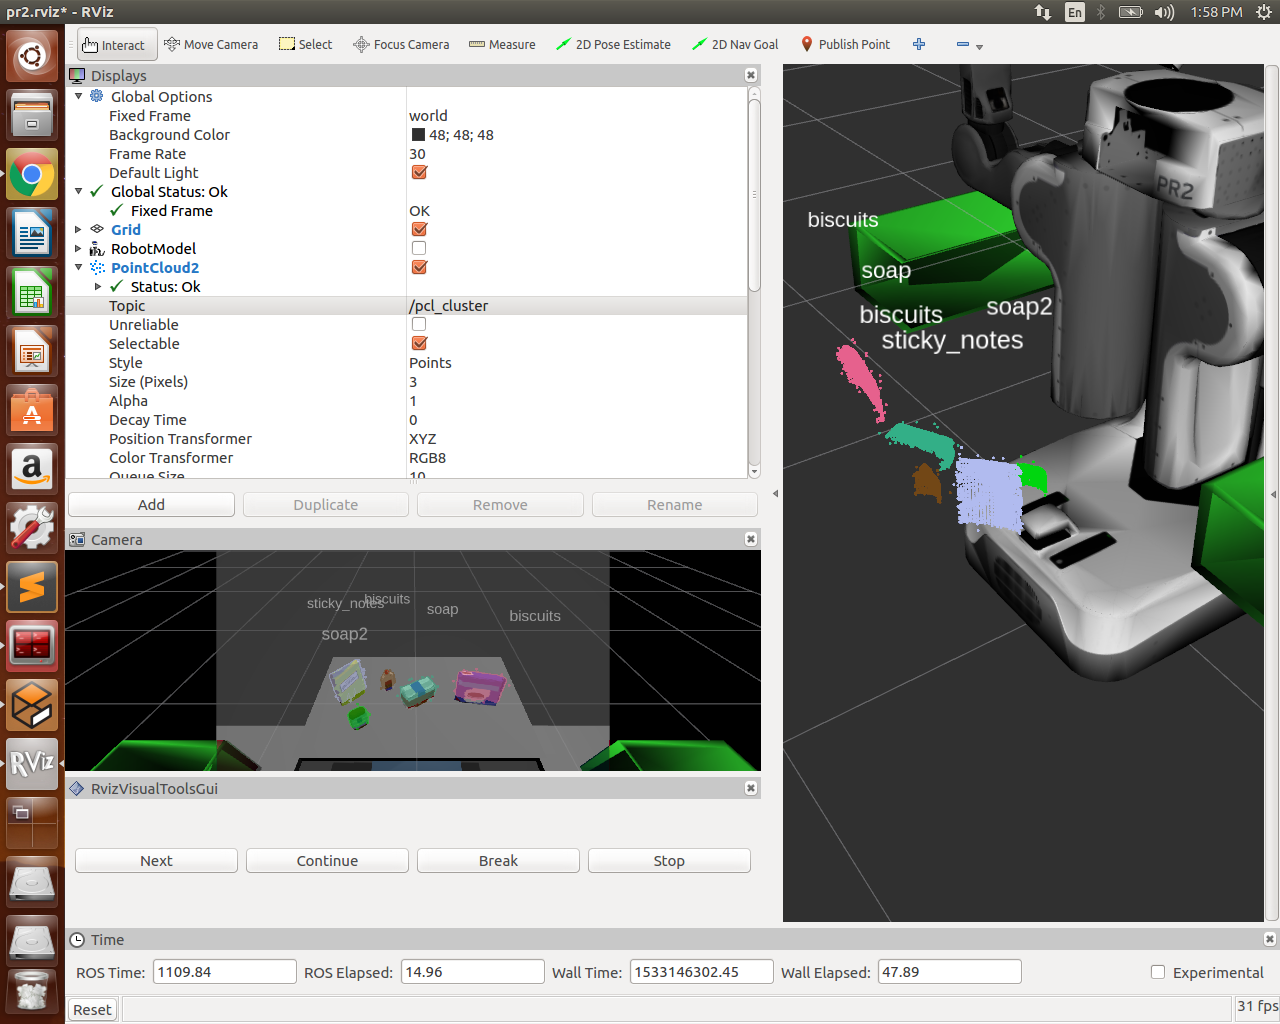 pr2.rviz* - RViz
En
1:58 PM
Interact
Move Camera
Select
Focus Camera
Measure
2D Pose Estimate
2D Nav Goal
Publish Point
Displays
Global Options
Fixed Frame world
Background Color 48; 48; 48
Frame Rate 30
Default Light
Global Status: Ok
Fixed Frame OK
Grid
RobotModel
PointCloud2
Status: Ok
Topic /pcl_cluster
Unreliable
Selectable
Style Points
Size (Pixels) 3
Alpha 1
Decay Time 0
Position Transformer XYZ
Color Transformer RGB8
Queue Size 10
Add Duplicate Remove Rename
Camera
sticky_notes
biscuits
soap
biscuits
soap2
RvizVisualToolsGui
Next Continue Break Stop
PR2
biscuits
soap
biscuits
soap2
sticky_notes
RViz
Time
ROS Time: 1109.84 ROS Elapsed: 14.96 Wall Time: 1533146302.45 Wall Elapsed: 47.89 Experimental
Reset
31 fps